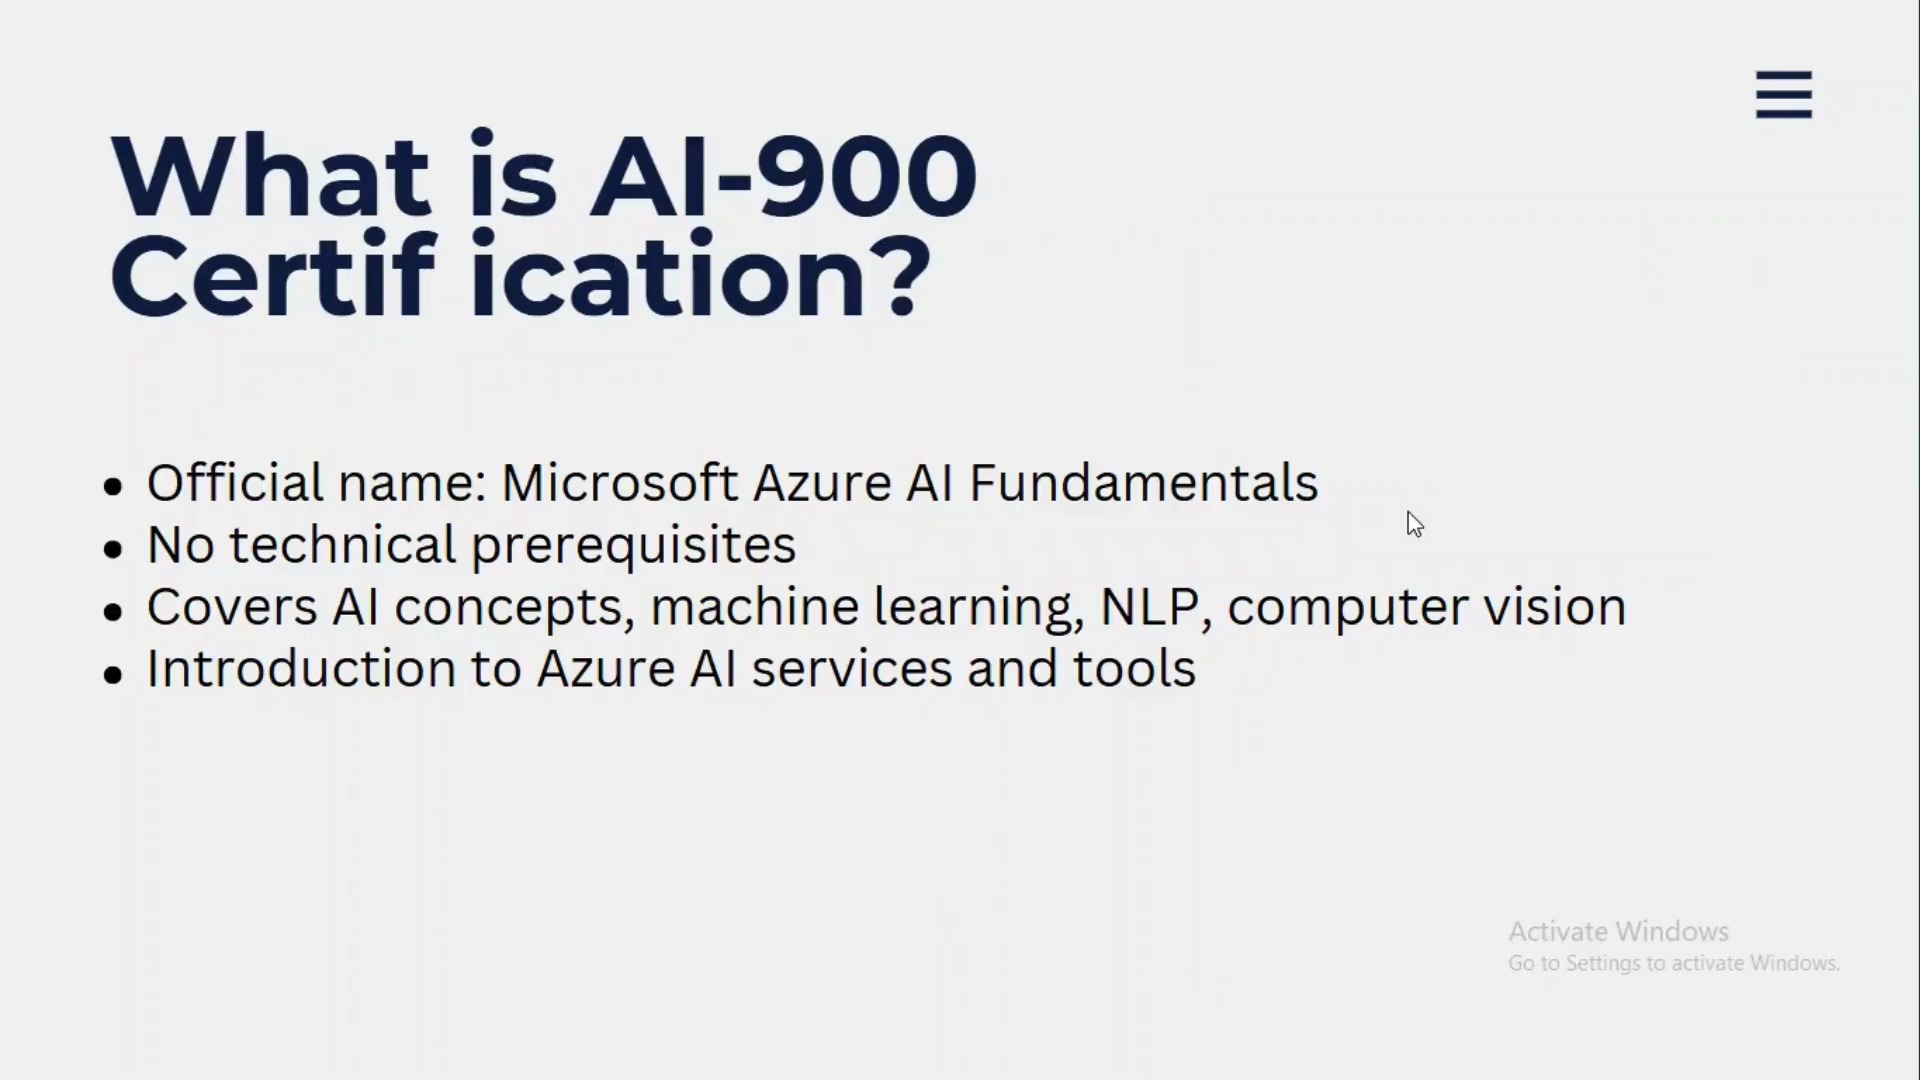 What is AI-900
Certif ication?
• Official name: Microsoft Azure AI Fundamentals
• No technical prerequisites
• Covers AI concepts, machine learning, NLP, computer vision
• Introduction to Azure AI services and tools
Activate Windows
Go to Settings to activate Windows.